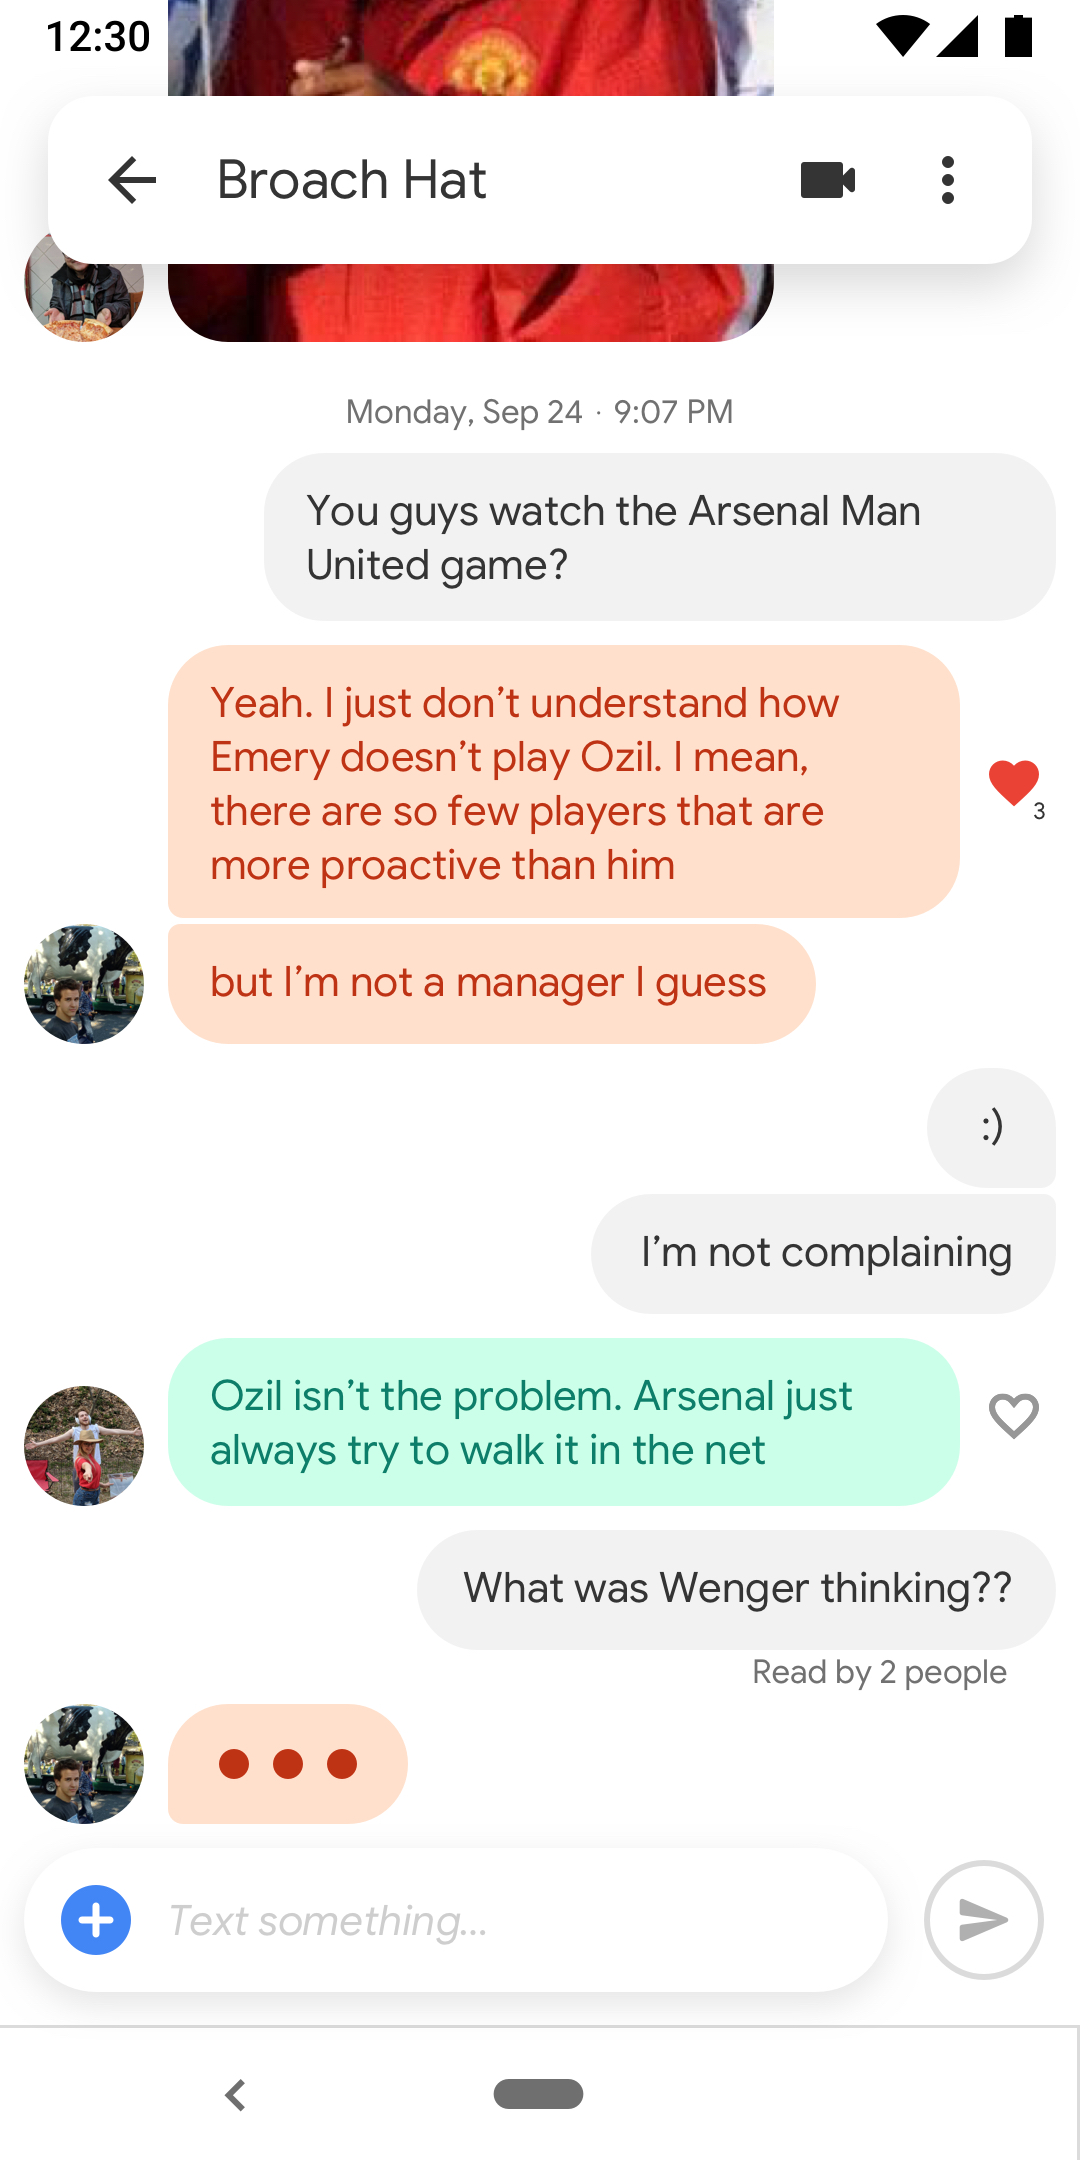 12:30
Broach Hat
Monday, Sep 24 · 9:07 PM
You guys watch the Arsenal Man
United game?
Yeah. I just don’t understand how
Emery doesn’t play Ozil. I mean,
there are so few players that are
more proactive than him
3
but I’m not a manager I guess
:)
I’m not complaining
Ozil isn’t the problem. Arsenal just
always try to walk it in the net
What was Wenger thinking??
Read by 2 people
Text something...